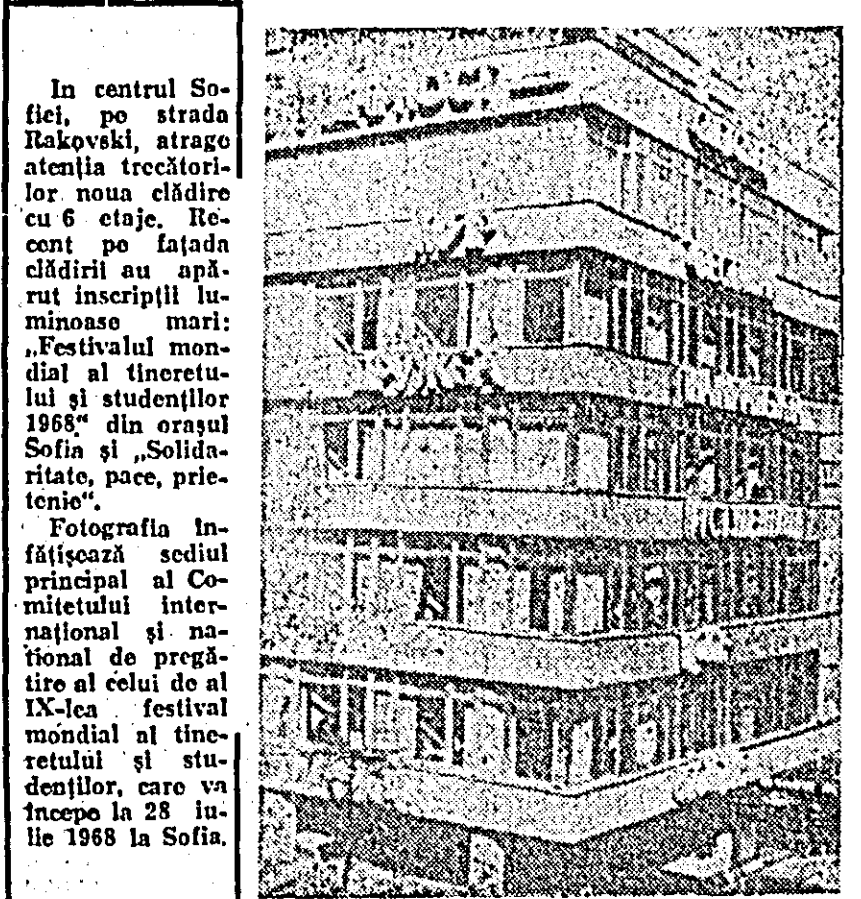 In centrul So-
fiei, pe strada
Rakovski, atrage
atenția trecători-
lor noua clădire
cu 6 etaje. Re-
cent pe fațada
clădirii au apă-
rut inscripții lu-
minoase mari:
„Festivalul mon-
dial al tineretu-
lui și studenților
1968“ din orașul
Sofia și „Solida-
ritate, pace, prie-
tenie“.
Fotografia în-
fățișează sediul
principal al Co-
mitetului inter-
național și na-
țional de pregă-
tire al celui de al
IX-lea festival
mondial al tine-
retului și stu-
denților, care va
începe la 28 iu-
lie 1968 la Sofia.